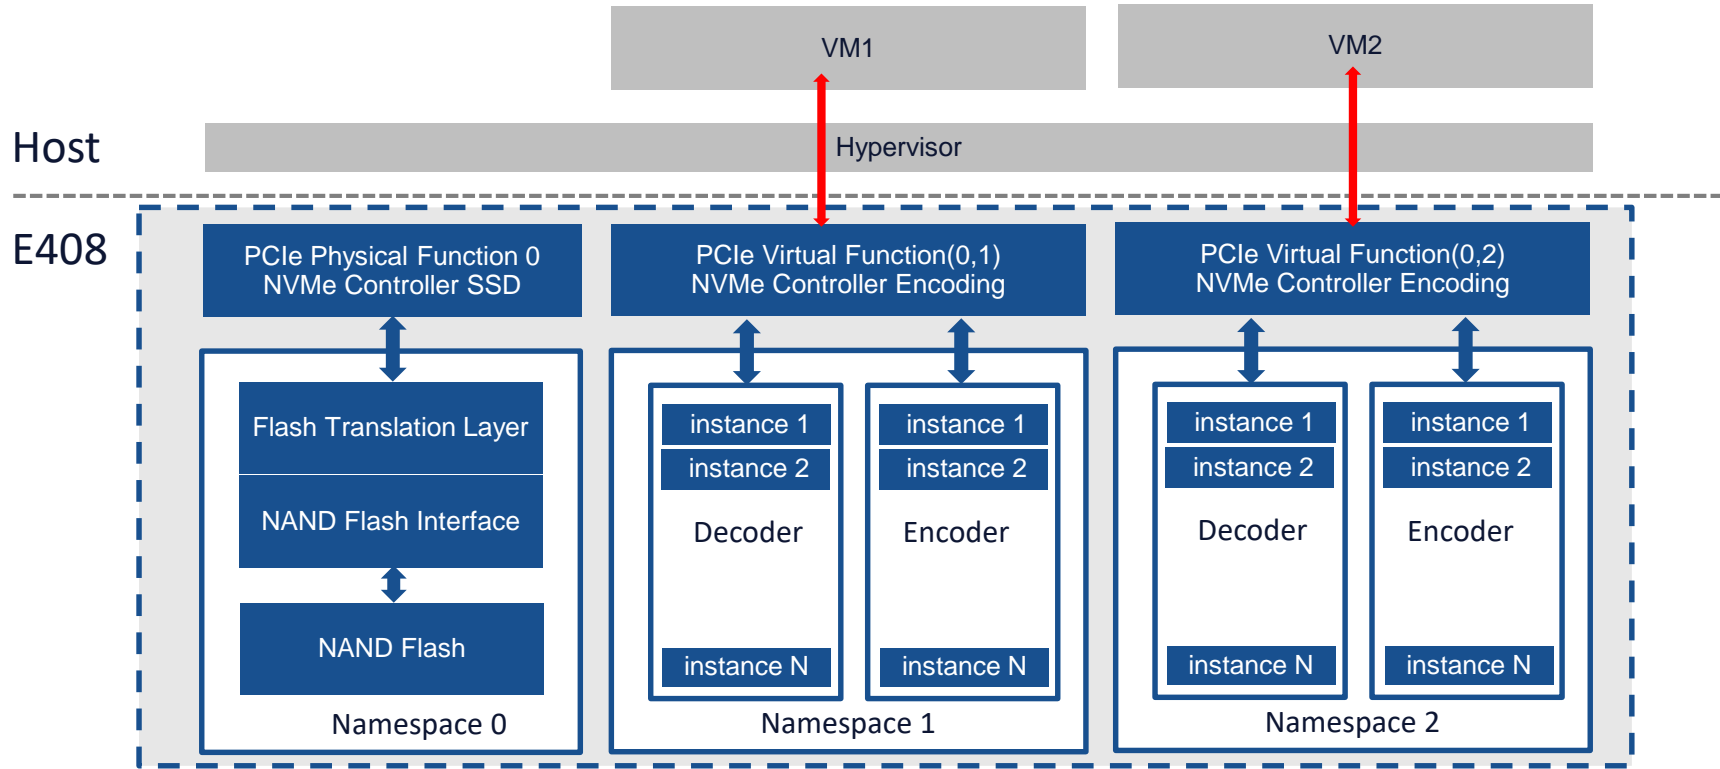 VM1
VM2
Host
Hypervisor
E408
PCIe Physical Function 0
NVMe Controller SSD
PCIe Virtual Function(0,1)
NVMe Controller Encoding
PCIe Virtual Function(0,2)
NVMe Controller Encoding
Flash Translation Layer
NAND Flash Interface
NAND Flash
Namespace 0
instance 1
instance 2
Decoder
instance N
instance 1
instance 2
Encoder
instance N
Namespace 1
instance 1
instance 2
Decoder
instance N
instance 1
instance 2
Encoder
instance N
Namespace 2